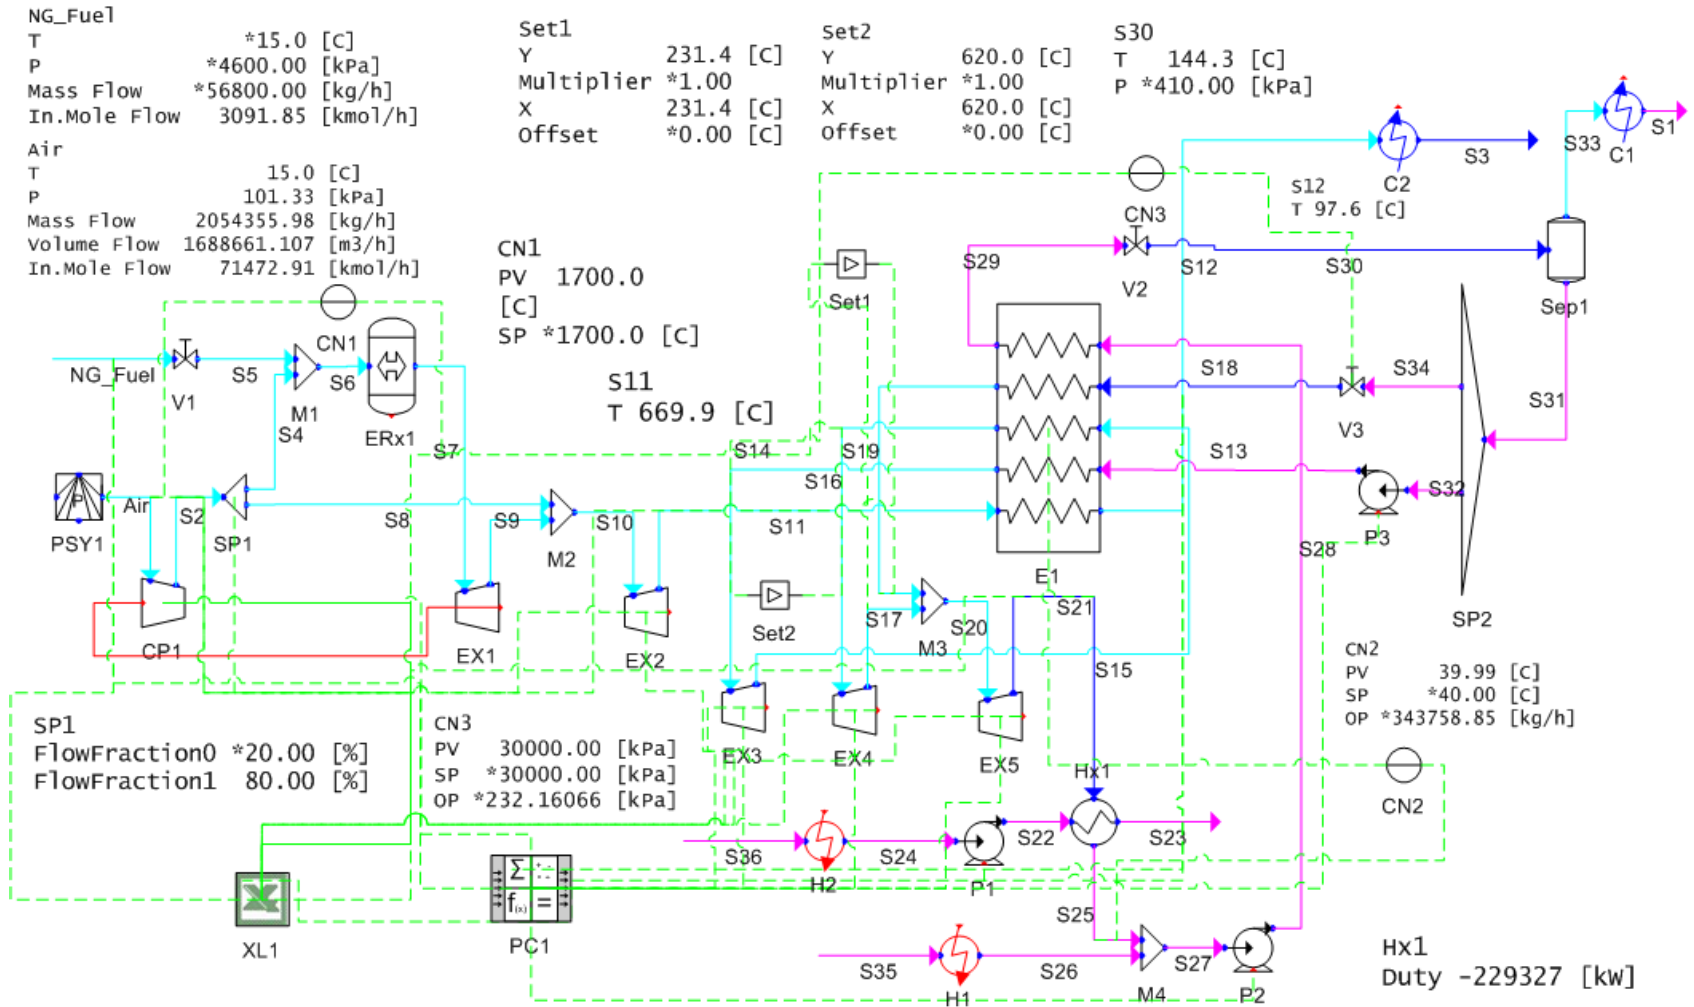 NG_Fuel
T *15.0 [C]
P *4600.00 [kPa]
Mass Flow *56800.00 [kg/h]
In.Mole Flow 3091.85 [kmol/h]
Air
T 15.0 [C]
P 101.33 [kPa]
Mass Flow 2054355.98 [kg/h]
Volume Flow 1688661.107 [m3/h]
In.Mole Flow 71472.91 [kmol/h]
Set1
Y 231.4 [C]
Multiplier *1.00
X 231.4 [C]
Offset *0.00 [C]
Set2
Y 620.0 [C]
Multiplier *1.00
X 620.0 [C]
Offset *0.00 [C]
S30
T 144.3 [C]
P *410.00 [kPa]
S12
T 97.6 [C]
CN1
PV 1700.0
[C]
SP *1700.0 [C]
S11
T 669.9 [C]
S33
C1
S1
C2
S3
CN3
V2
S29
S12
S30
Sep1
Set1
CN1
NG_Fuel
V1
S5
M1
S6
ERx1
S4
S7
S18
S34
V3
S31
S14
S19
S16
S13
S32
P3
S28
PSY1
P
Air
S2
SP1
S8
S9
M2
S10
S11
E1
SP2
CP1
EX1
EX2
Set2
S17
M3
S20
S21
S15
EX3
EX4
EX5
Hx1
CN2
PV 39.99 [C]
SP *40.00 [C]
OP *343758.85 [kg/h]
CN2
SP1
FlowFraction0 *20.00 [%]
FlowFraction1 80.00 [%]
CN3
PV 30000.00 [kPa]
SP *30000.00 [kPa]
OP *232.16066 [kPa]
S36
H2
S24
P1
S22
S23
XL1
Σ
+-
f(x) =
PC1
S25
S35
H1
S26
M4
S27
P2
Hx1
Duty -229327 [kW]